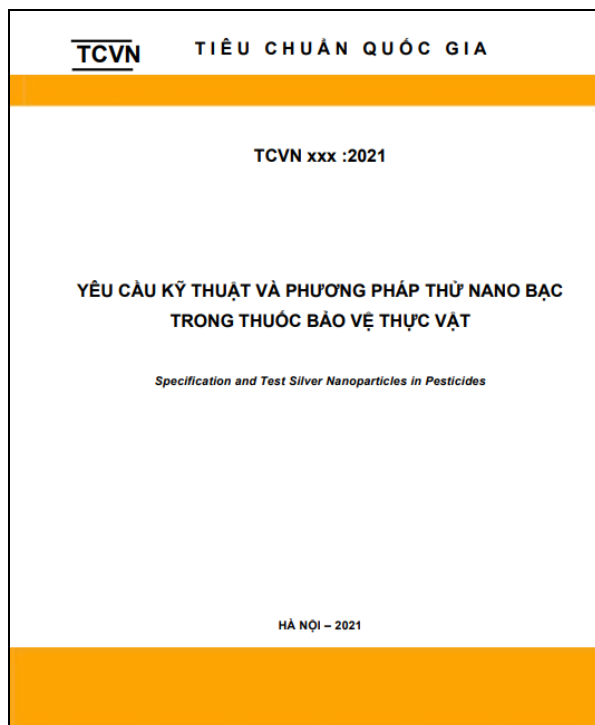 TCVN
TIÊU CHUẨN QUỐC GIA
TCVN xxx :2021
YÊU CẦU KỸ THUẬT VÀ PHƯƠNG PHÁP THỬ NANO BẠC
TRONG THUỐC BẢO VỆ THỰC VẬT
Specification and Test Silver Nanoparticles in Pesticides
HÀ NỘI – 2021